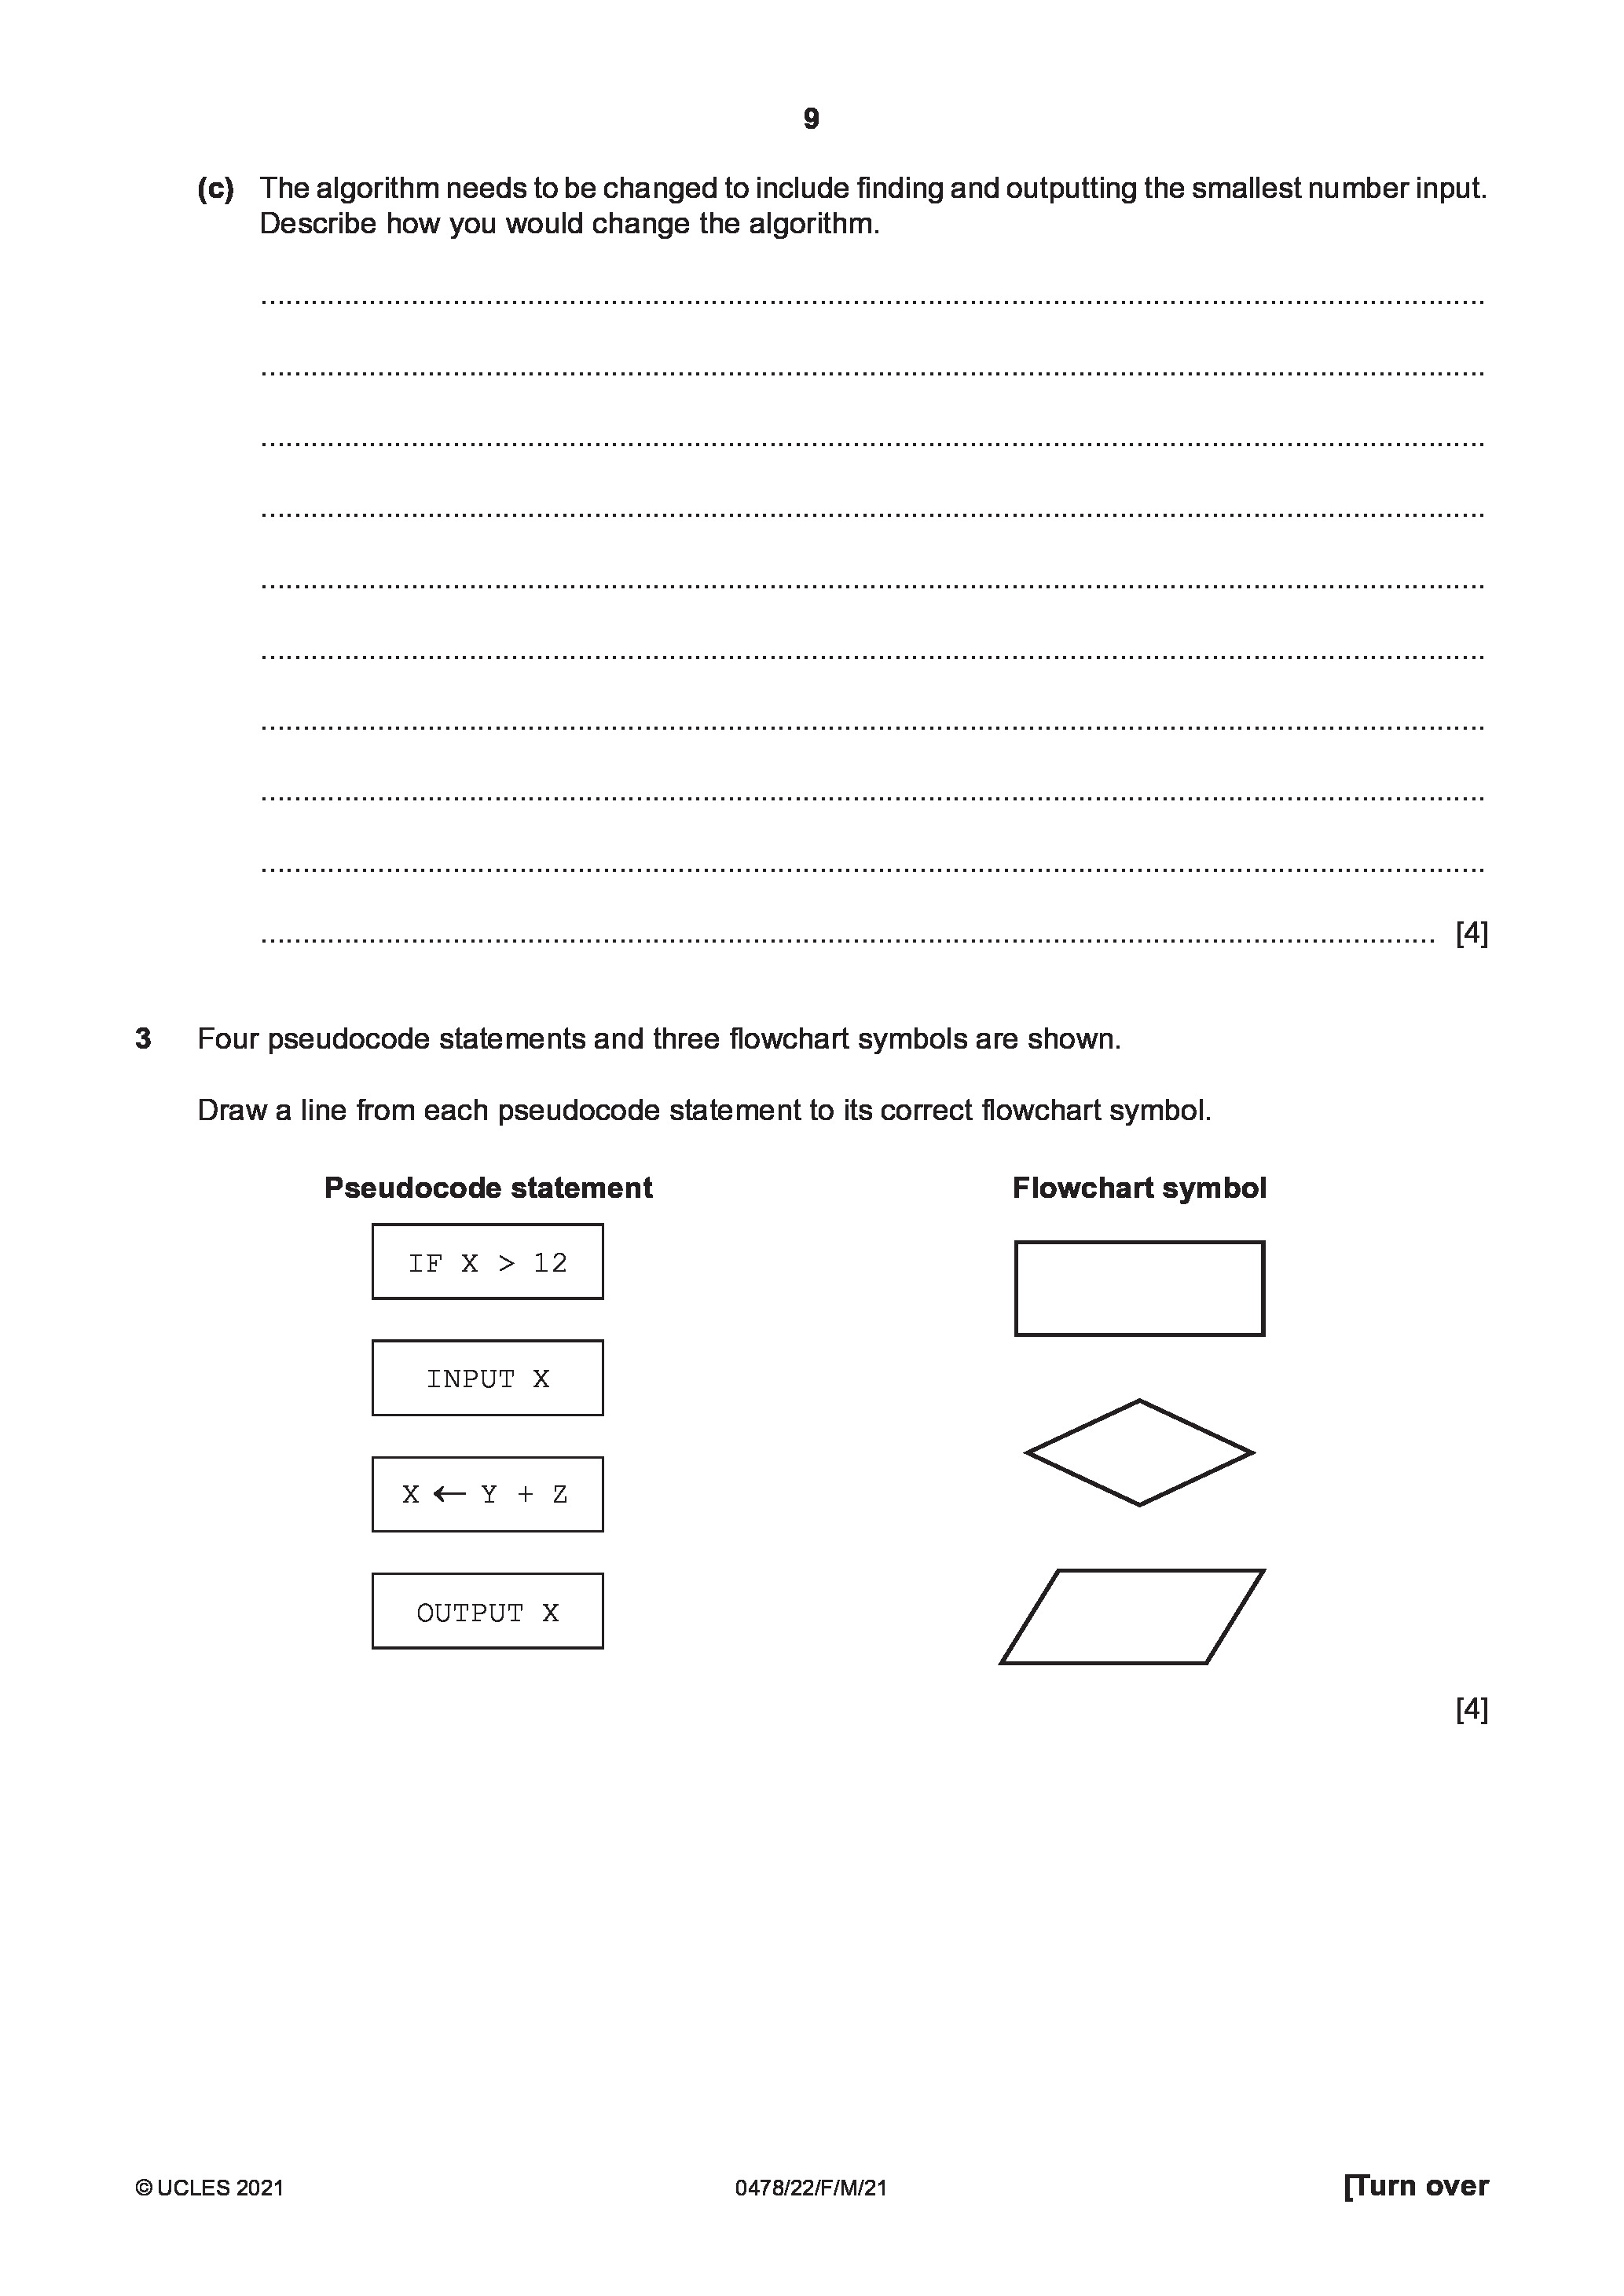 9
(c) The algorithm needs to be changed to include finding and outputting the smallest number input.
Describe how you would change the algorithm.
[4]
3 Four pseudocode statements and three flowchart symbols are shown.
Draw a line from each pseudocode statement to its correct flowchart symbol.
Pseudocode statement Flowchart symbol
IF X > 12
INPUT X
X ← Y + Z
OUTPUT X
[4]
© UCLES 2021 0478/22/F/M/21 [Turn over